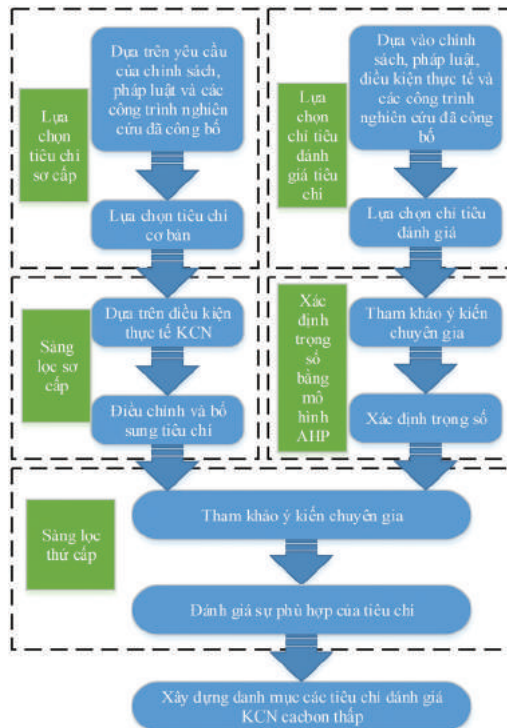 Lựa
chọn
tiêu chí
sơ cấp
Dựa trên yêu cầu
của chính sách,
pháp luật và các
công trình nghiên
cứu đã công bố
Lựa chọn tiêu chí
cơ bản
Lựa
chọn
chỉ tiêu
đánh
giá tiêu
chí
Dựa vào chính
sách, pháp luật,
điều kiện thực tế và
các công trình
nghiên cứu đã công
bố
Lựa chọn chỉ tiêu
đánh giá
Sàng
lọc sơ
cấp
Dựa trên điều kiện
thực tế KCN
Điều chỉnh và bổ
sung tiêu chí
Xác
định
trọng
số
bằng
mô
hình
AHP
Tham khảo ý kiến
chuyên gia
Xác định trọng số
Sàng lọc
thứ cấp
Tham khảo ý kiến chuyên gia
Đánh giá sự phù hợp của tiêu chí
Xây dựng danh mục các tiêu chí đánh giá
KCN cacbon thấp